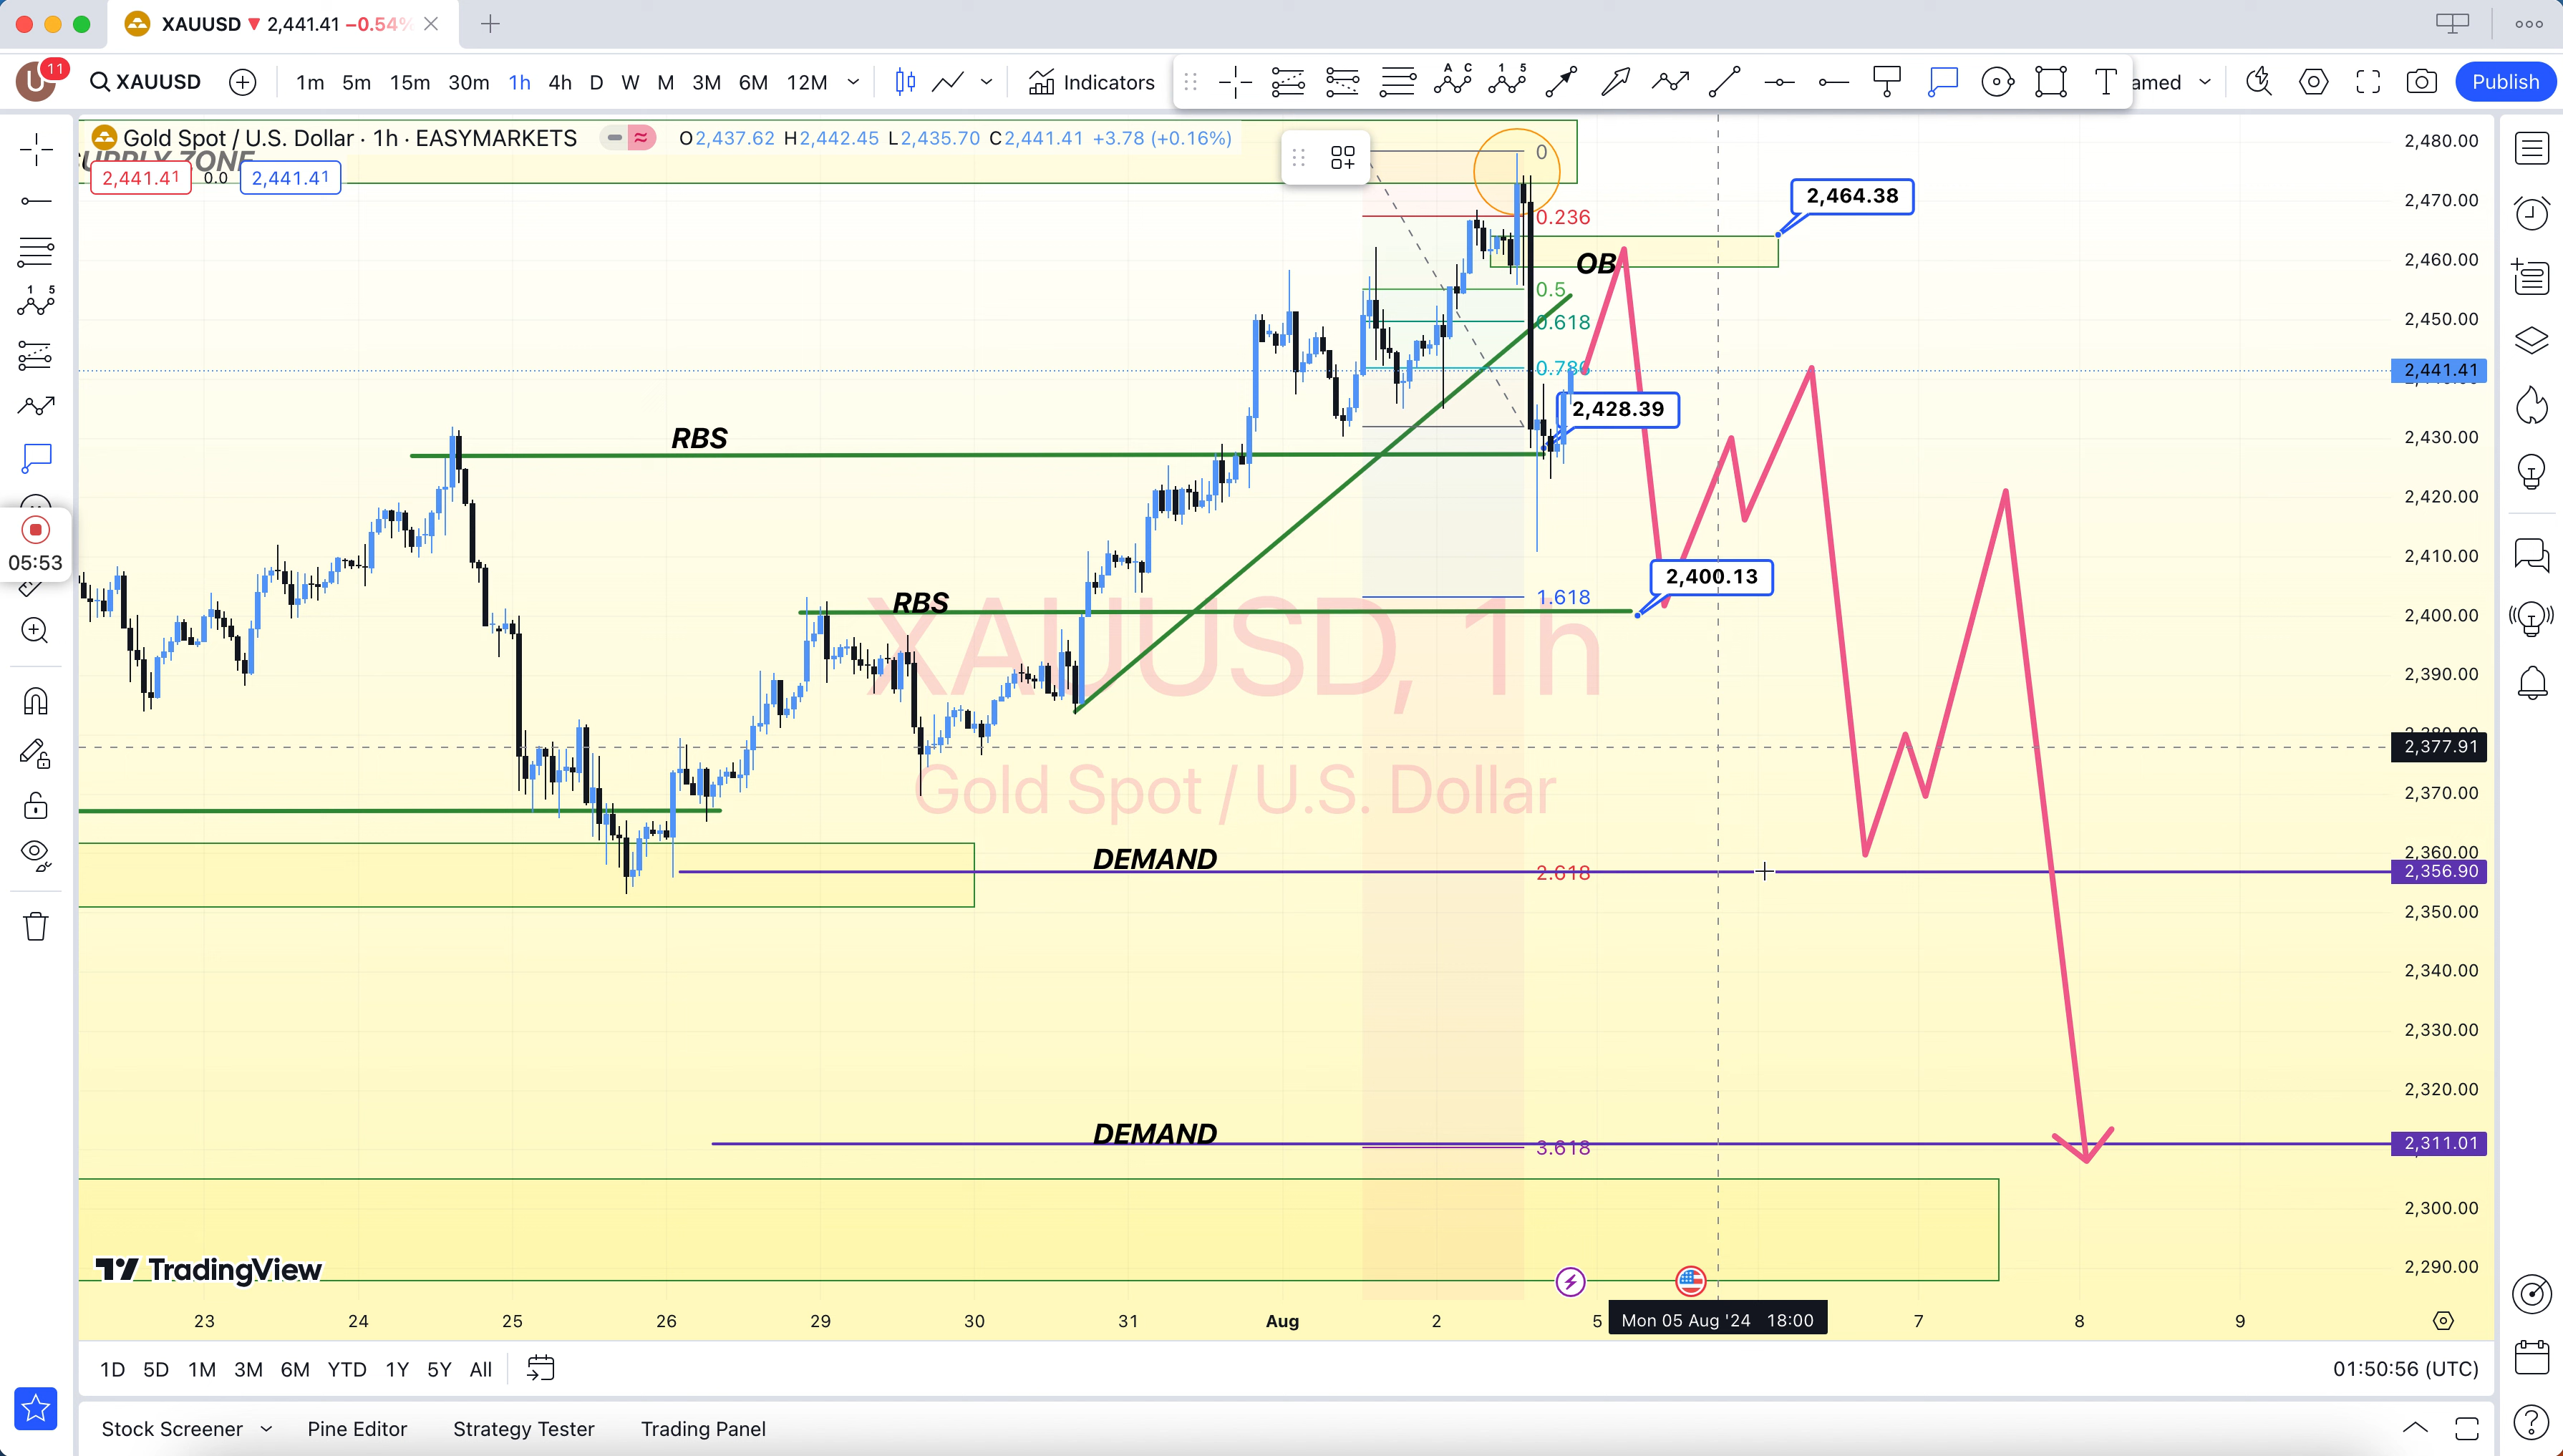 XAUUSD ▼ 2,441.41 −0.54%
U 11 XAUUSD 1m 5m 15m 30m 1h 4h D W M 3M 6M 12M Indicators amed Publish
Gold Spot / U.S. Dollar · 1h · EASYMARKETS O2,437.62 H2,442.45 L2,435.70 C2,441.41 +3.78 (+0.16%)
SUPPLY ZONE
2,441.41 0.0 2,441.41
0
0.236
2,464.38
OB
0.5
0.618
0.786
2,428.39
RBS
05:53
2,400.13
1.618
RBS
XAUUSD, 1h
Gold Spot / U.S. Dollar
DEMAND
2.618
DEMAND
3.618
2,480.00
2,470.00
2,460.00
2,450.00
2,441.41
2,430.00
2,420.00
2,410.00
2,400.00
2,390.00
2,377.91
2,370.00
2,360.00
2,356.90
2,350.00
2,340.00
2,330.00
2,320.00
2,311.01
2,300.00
2,290.00
TradingView
23 24 25 26 29 30 31 Aug 2 5 Mon 05 Aug '24 18:00 7 8 9
1D 5D 1M 3M 6M YTD 1Y 5Y All 01:50:56 (UTC)
Stock Screener Pine Editor Strategy Tester Trading Panel